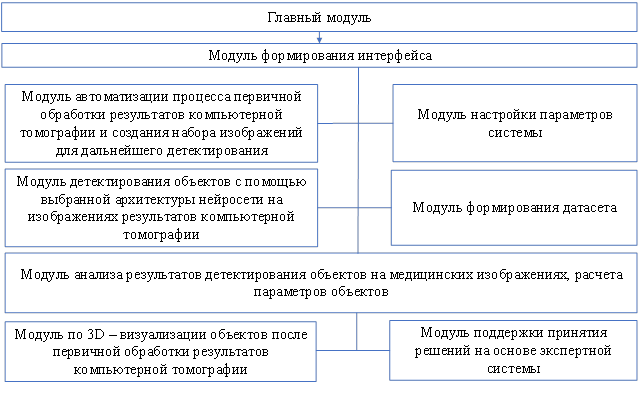 Главный модуль
Модуль формирования интерфейса
Модуль автоматизации процесса первичной
обработки результатов компьютерной
томографии и создания набора изображений
для дальнейшего детектирования
Модуль настройки параметров
системы
Модуль детектирования объектов с помощью
выбранной архитектуры нейросети на
изображениях результатов компьютерной
томографии
Модуль формирования датасета
Модуль анализа результатов детектирования объектов на медицинских изображениях, расчета
параметров объектов
Модуль по 3D – визуализации объектов после
первичной обработки результатов
компьютерной томографии
Модуль поддержки принятия
решений на основе экспертной
системы